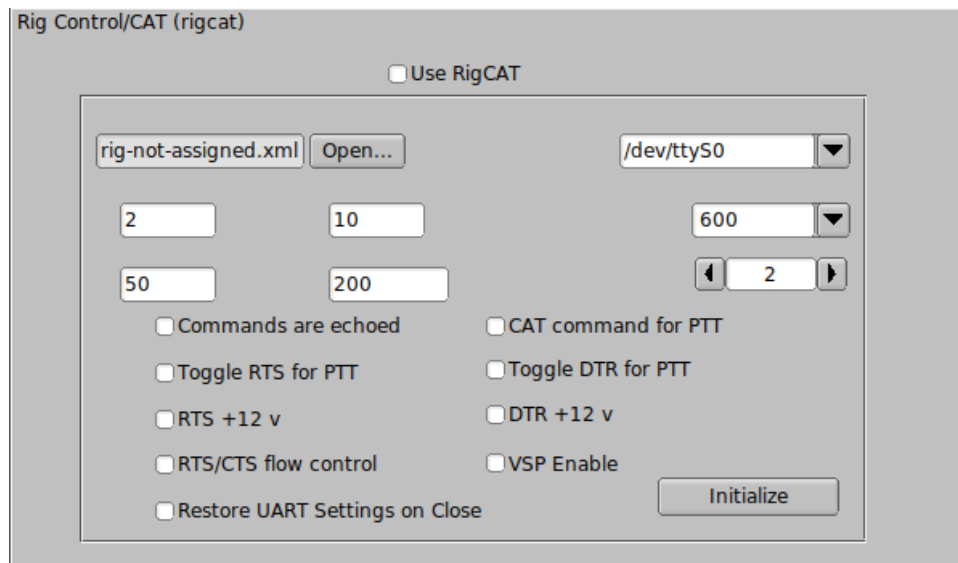 Rig Control/CAT (rigcat)
Use RigCAT
rig-not-assigned.xml Open... /dev/ttyS0
2 10 600
50 200 2
Commands are echoed CAT command for PTT
Toggle RTS for PTT Toggle DTR for PTT
RTS +12 v DTR +12 v
RTS/CTS flow control VSP Enable
Initialize
Restore UART Settings on Close